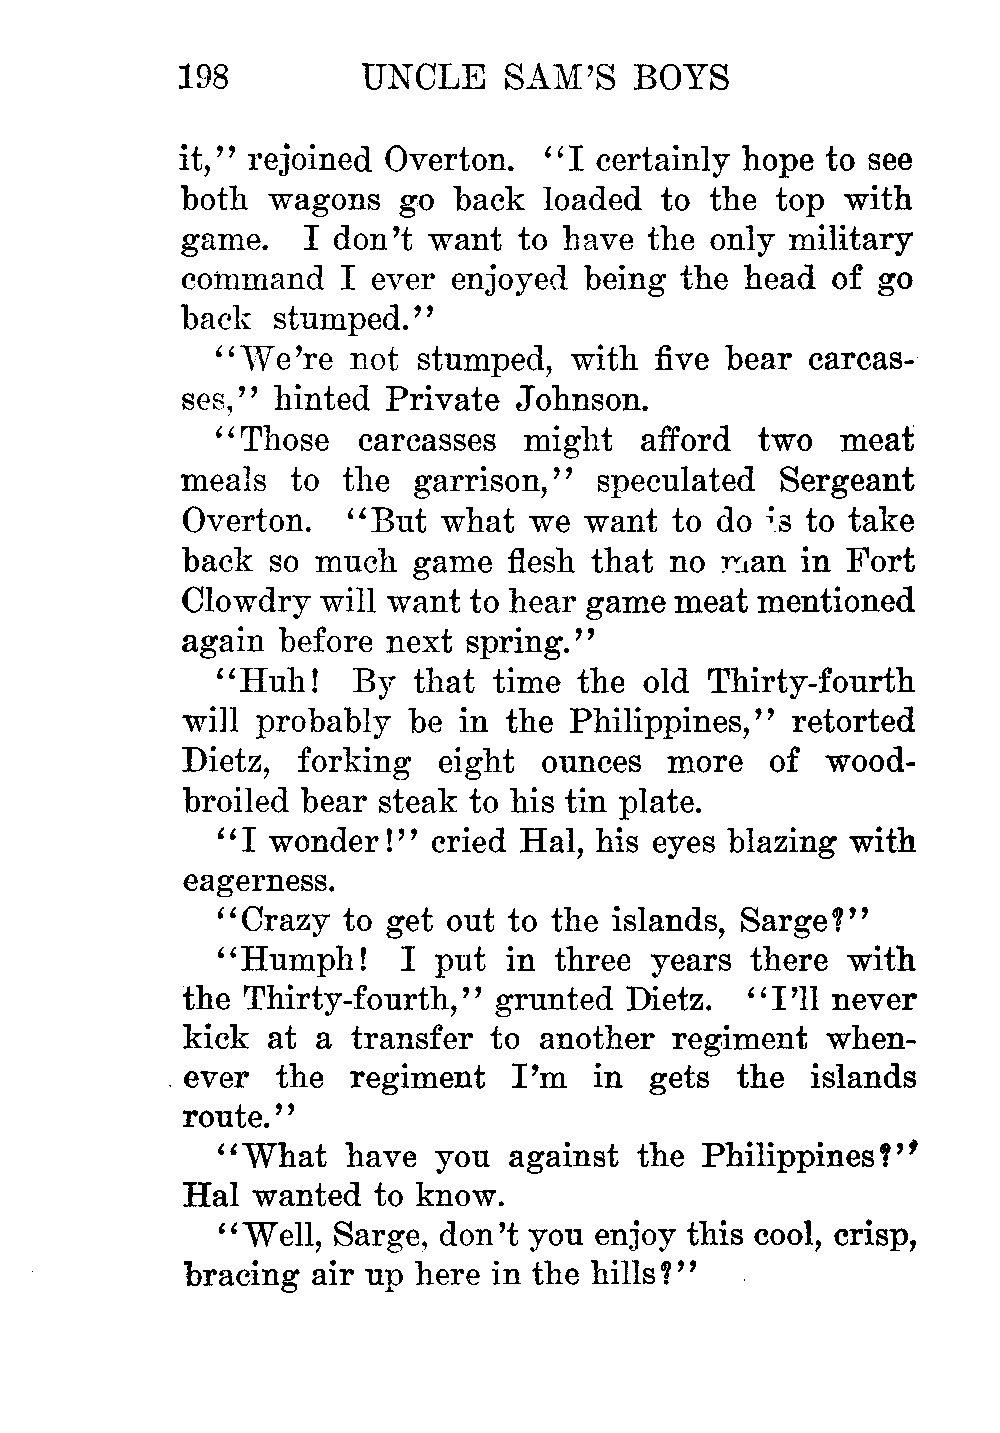 198 UNCLE SAM'S BOYS
it," rejoined Overton. "I certainly hope to see
both wagons go back loaded to the top with
game. I don't want to have the only military
command I ever enjoyed being the head of go
back stumped."
"We're not stumped, with five bear carcas-
ses," hinted Private Johnson.
"Those carcasses might afford two meat
meals to the garrison," speculated Sergeant
Overton. "But what we want to do is to take
back so much game flesh that no man in Fort
Clowdry will want to hear game meat mentioned
again before next spring."
"Huh! By that time the old Thirty-fourth
will probably be in the Philippines," retorted
Dietz, forking eight ounces more of wood-
broiled bear steak to his tin plate.
"I wonder!" cried Hal, his eyes blazing with
eagerness.
"Crazy to get out to the islands, Sarge?"
"Humph! I put in three years there with
the Thirty-fourth," grunted Dietz. "I'll never
kick at a transfer to another regiment when-
ever the regiment I'm in gets the islands
route."
"What have you against the Philippines?"
Hal wanted to know.
"Well, Sarge, don't you enjoy this cool, crisp,
bracing air up here in the hills?"